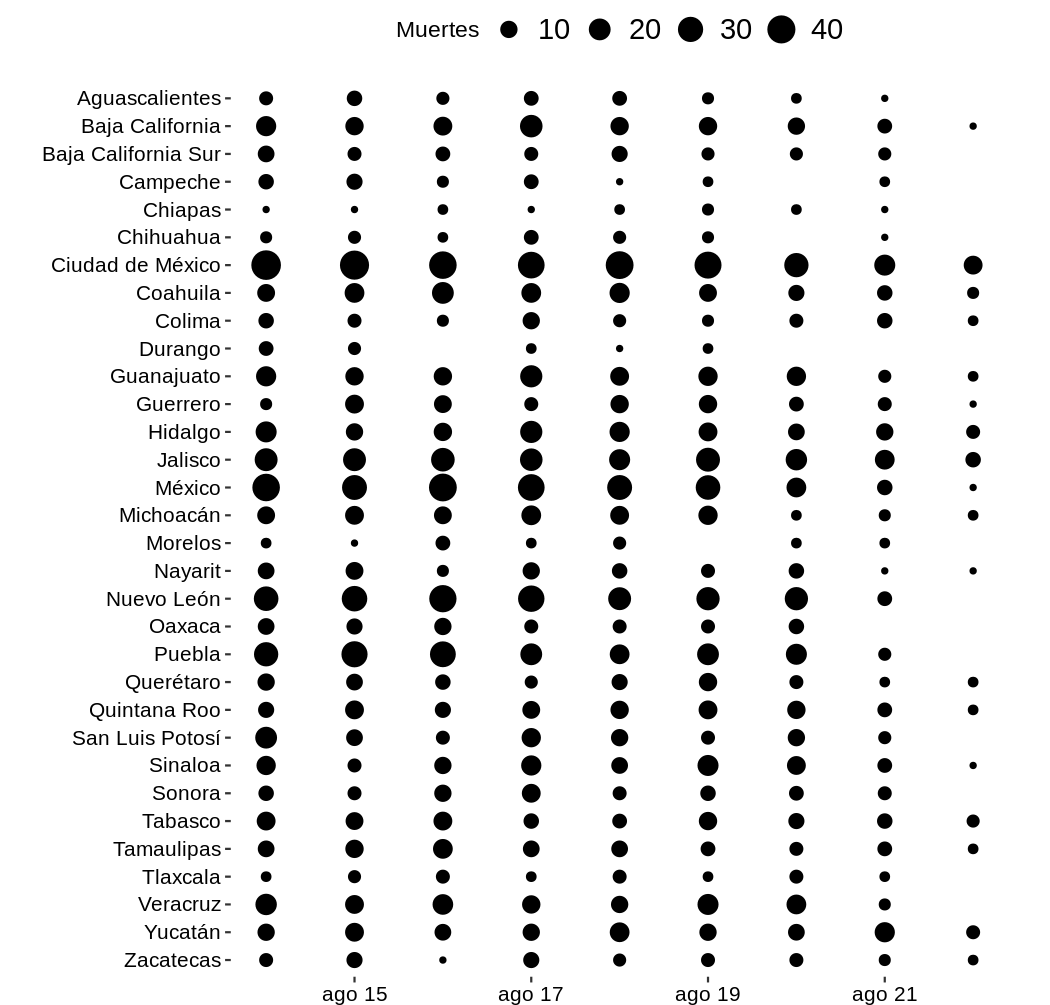 Muertes 10 20 30 40
Aguascalientes
Baja California
Baja California Sur
Campeche
Chiapas
Chihuahua
Ciudad de México
Coahuila
Colima
Durango
Guanajuato
Guerrero
Hidalgo
Jalisco
México
Michoacán
Morelos
Nayarit
Nuevo León
Oaxaca
Puebla
Querétaro
Quintana Roo
San Luis Potosí
Sinaloa
Sonora
Tabasco
Tamaulipas
Tlaxcala
Veracruz
Yucatán
Zacatecas
ago 15 ago 17 ago 19 ago 21